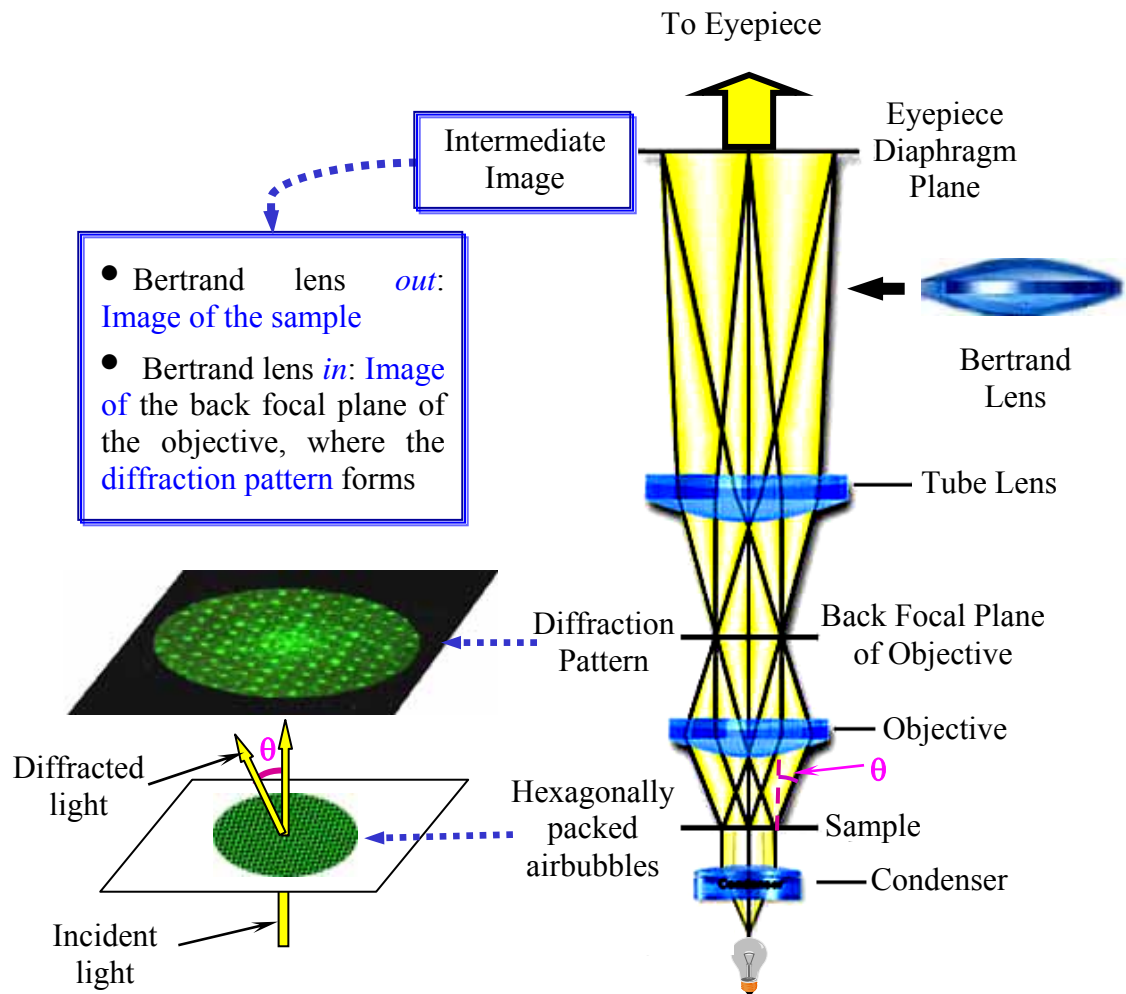 To Eyepiece
Intermediate
Image
Eyepiece
Diaphragm
Plane
• Bertrand lens out:
Image of the sample
• Bertrand lens in: Image
of the back focal plane of
the objective, where the
diffraction pattern forms
Bertrand
Lens
Tube Lens
Diffraction
Pattern
Back Focal Plane
of Objective
Objective
θ
θ
Diffracted
light
Hexagonally
packed
airbubbles
Sample
Condenser
Condenser
Incident
light